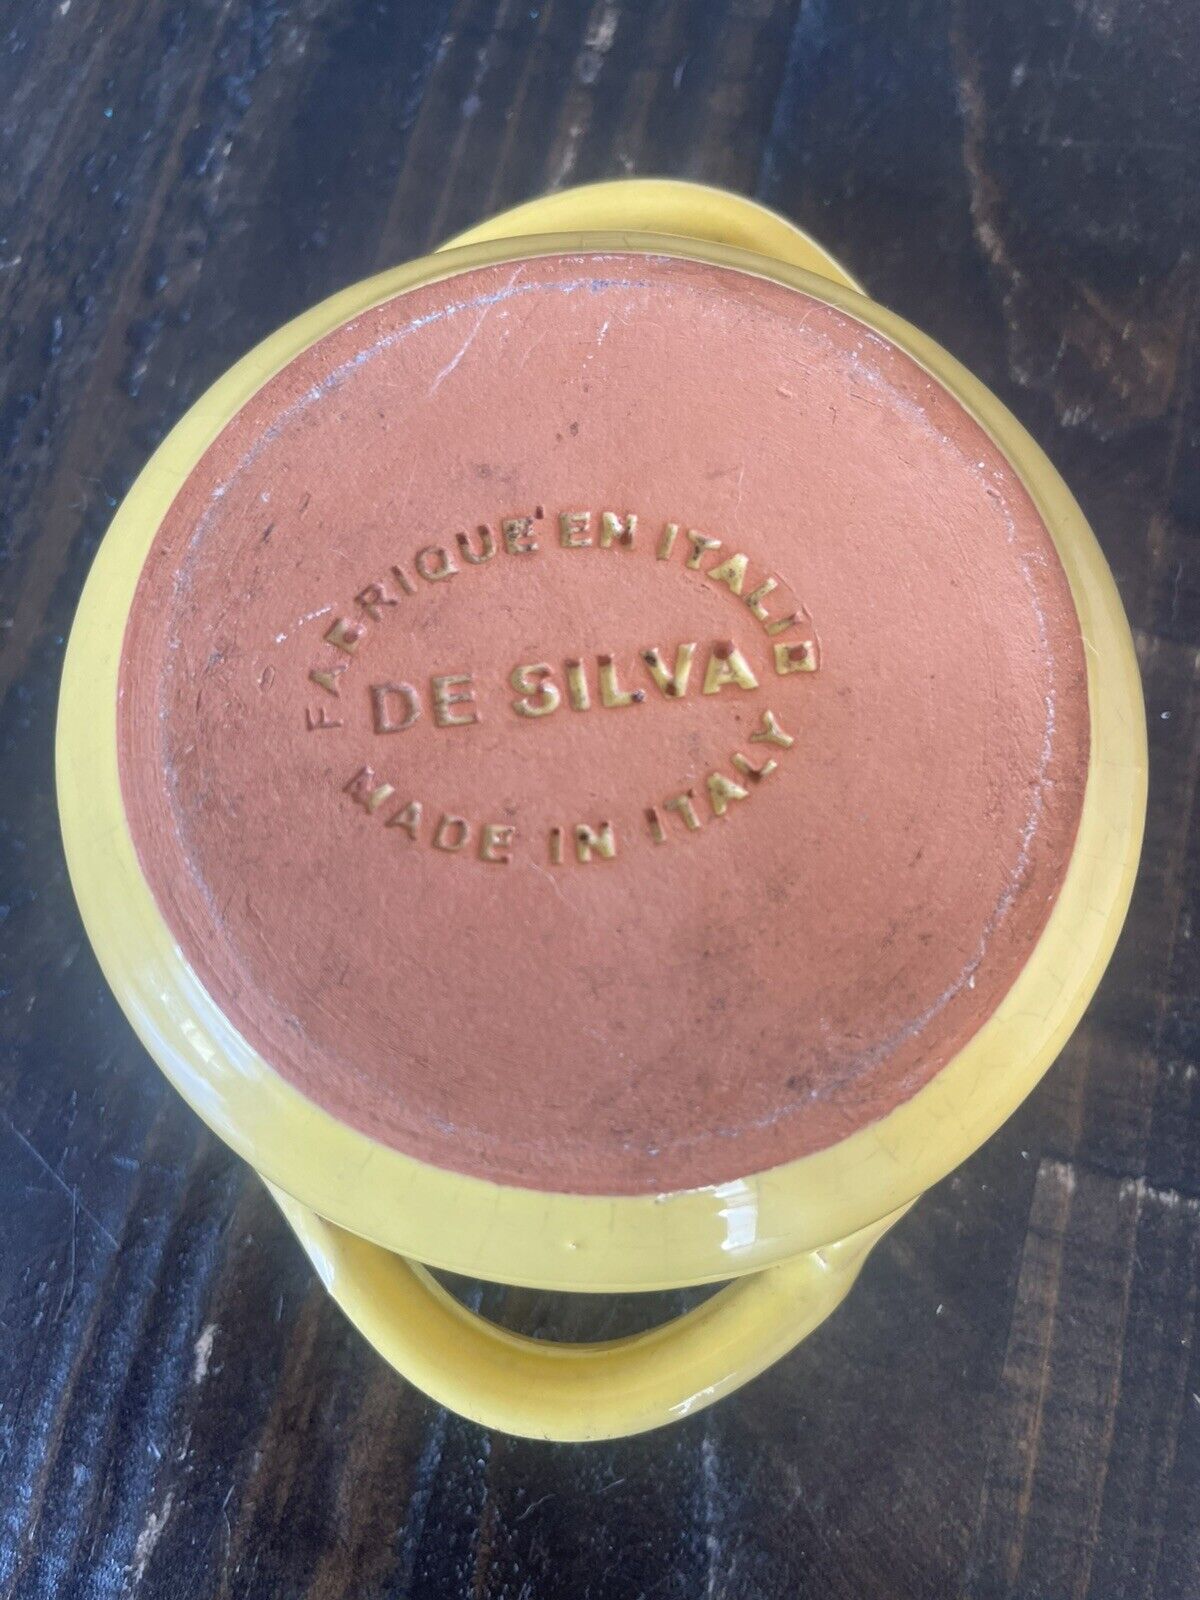 FABRIQUE' EN ITALIE
DE SILVA
MADE IN ITALY